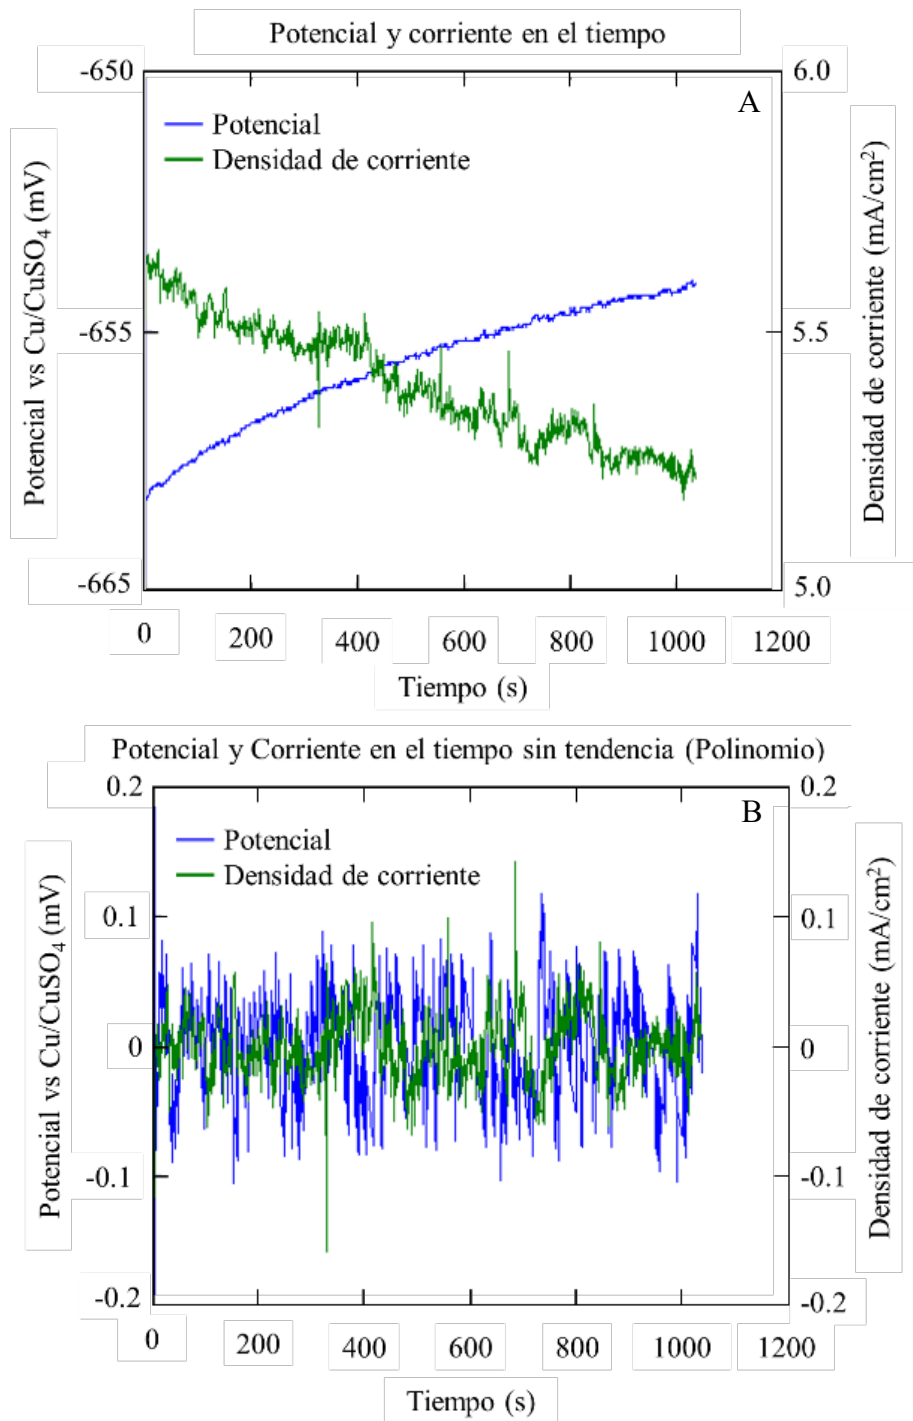 Potencial y corriente en el tiempo
-650
6.0
A
Potencial
Densidad de corriente
Potencial vs Cu/CuSO4 (mV)
Densidad de corriente (mA/cm²)
-655
5.5
-665
5.0
0
200
400
600
800
1000
1200
Tiempo (s)
Potencial y Corriente en el tiempo sin tendencia (Polinomio)
0.2
0.2
B
Potencial
Densidad de corriente
0.1
0.1
Potencial vs Cu/CuSO4 (mV)
Densidad de corriente (mA/cm²)
0
0
-0.1
-0.1
-0.2
-0.2
0
200
400
600
800
1000
1200
Tiempo (s)